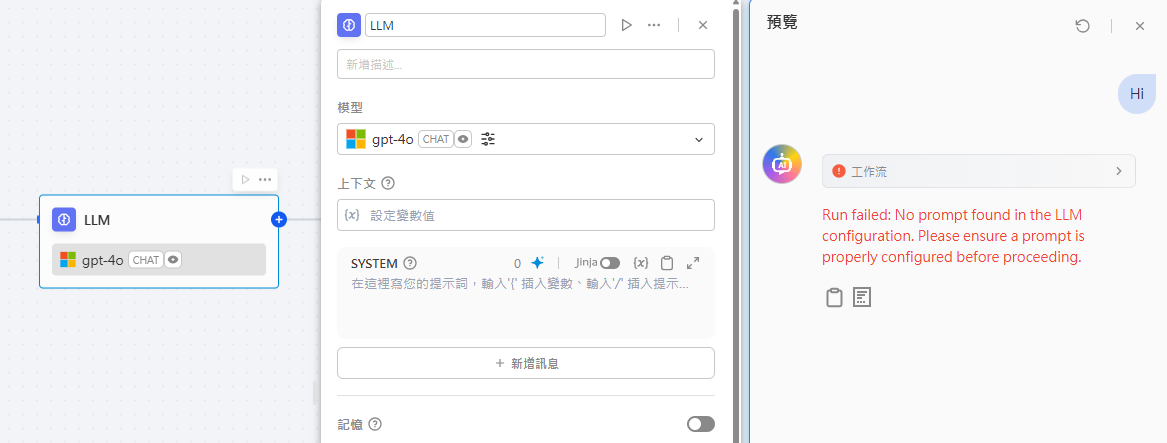 LLM
gpt-4o CHAT
LLM
新增描述...
模型
gpt-4o CHAT
上下文
{x} 設定變數值
SYSTEM 0 Jinja {x}
在這裡寫您的提示詞，輸入'{' 插入變數、輸入'/' 插入提示...
+ 新增訊息
記憶
預覽
Hi
AI
工作流
Run failed: No prompt found in the LLM
configuration. Please ensure a prompt is
properly configured before proceeding.